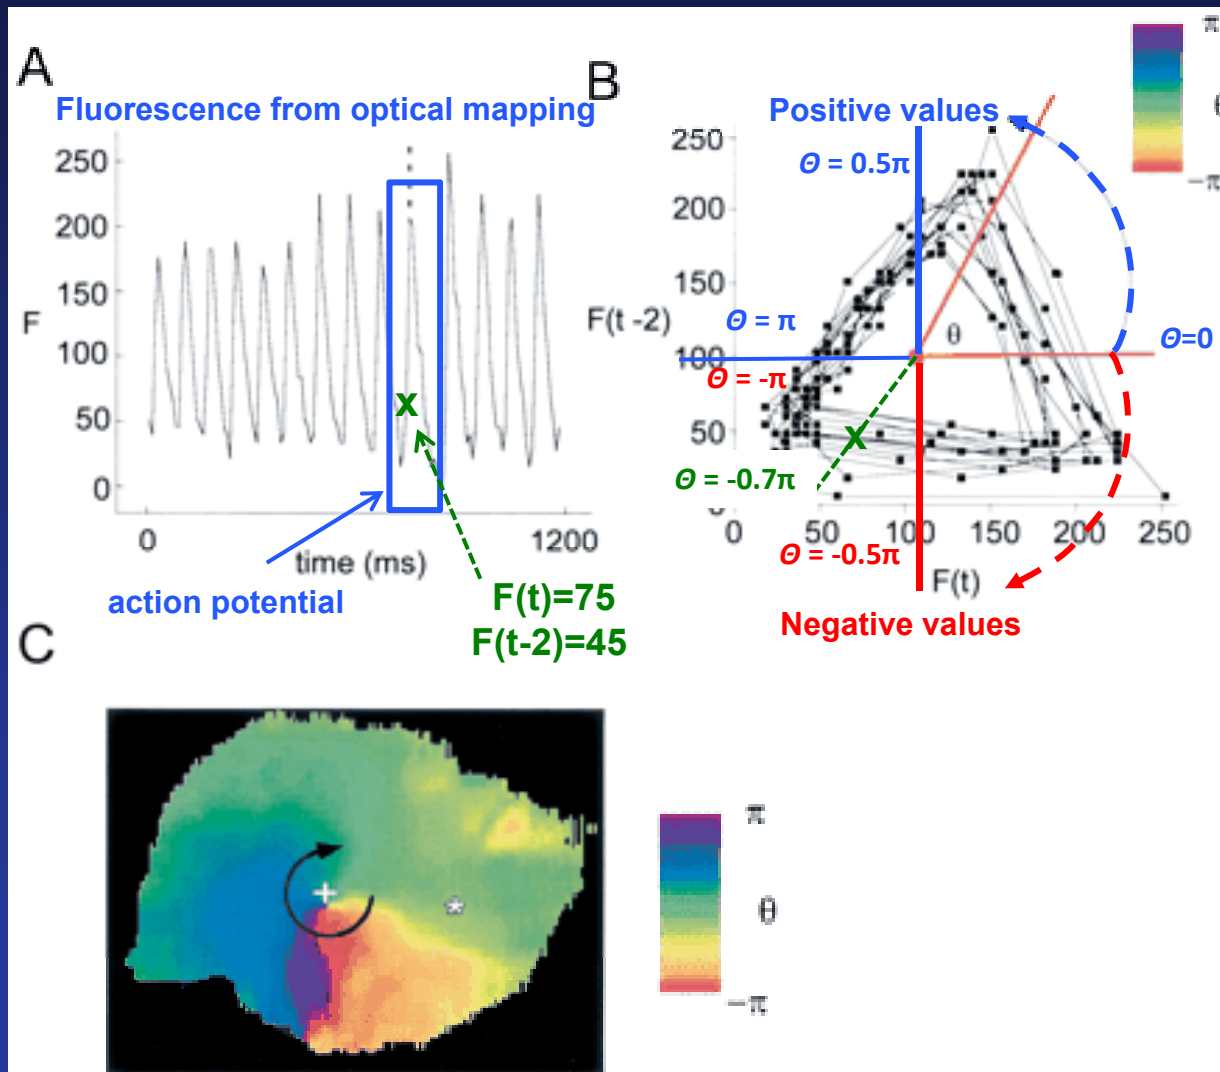 A
Fluorescence from optical mapping
250
200
150
100
50
0
F
0
1200
time (ms)
action potential
x
F(t)=75
F(t-2)=45
B
Positive values
Θ = 0.5π
250
200
150
100
50
0
F(t -2)
Θ = π
Θ = -π
θ
Θ=0
x
Θ = -0.7π
Θ = -0.5π
0
50
100
150
200
250
F(t)
Negative values
π
θ
-π
C
+
*
π
θ
-π